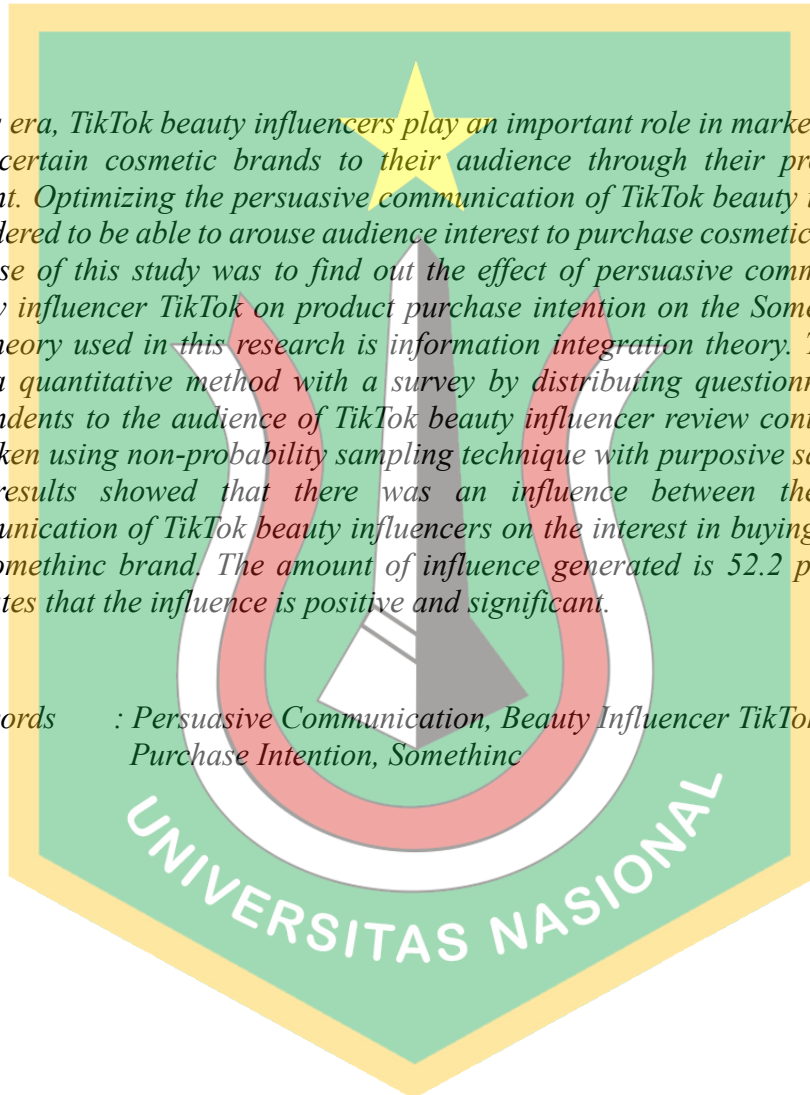 era, TikTok beauty influencers play an important role in marke
certain cosmetic brands to their audience through their pr
nt. Optimizing the persuasive communication of TikTok beauty i
dered to be able to arouse audience interest to purchase cosmetic
se of this study was to find out the effect of persuasive comm
y influencer TikTok on product purchase intention on the Some
heory used in this research is information integration theory. T
a quantitative method with a survey by distributing questionn
ndents to the audience of TikTok beauty influencer review cont
ken using non-probability sampling technique with purposive sa
results showed that there was an influence between the
unication of TikTok beauty influencers on the interest in buying
omethinc brand. The amount of influence generated is 52.2 p
tes that the influence is positive and significant.
ords : Persuasive Communication, Beauty Influencer TikTo
Purchase Intention, Somethinc
UNIVERSITAS NASIONAL